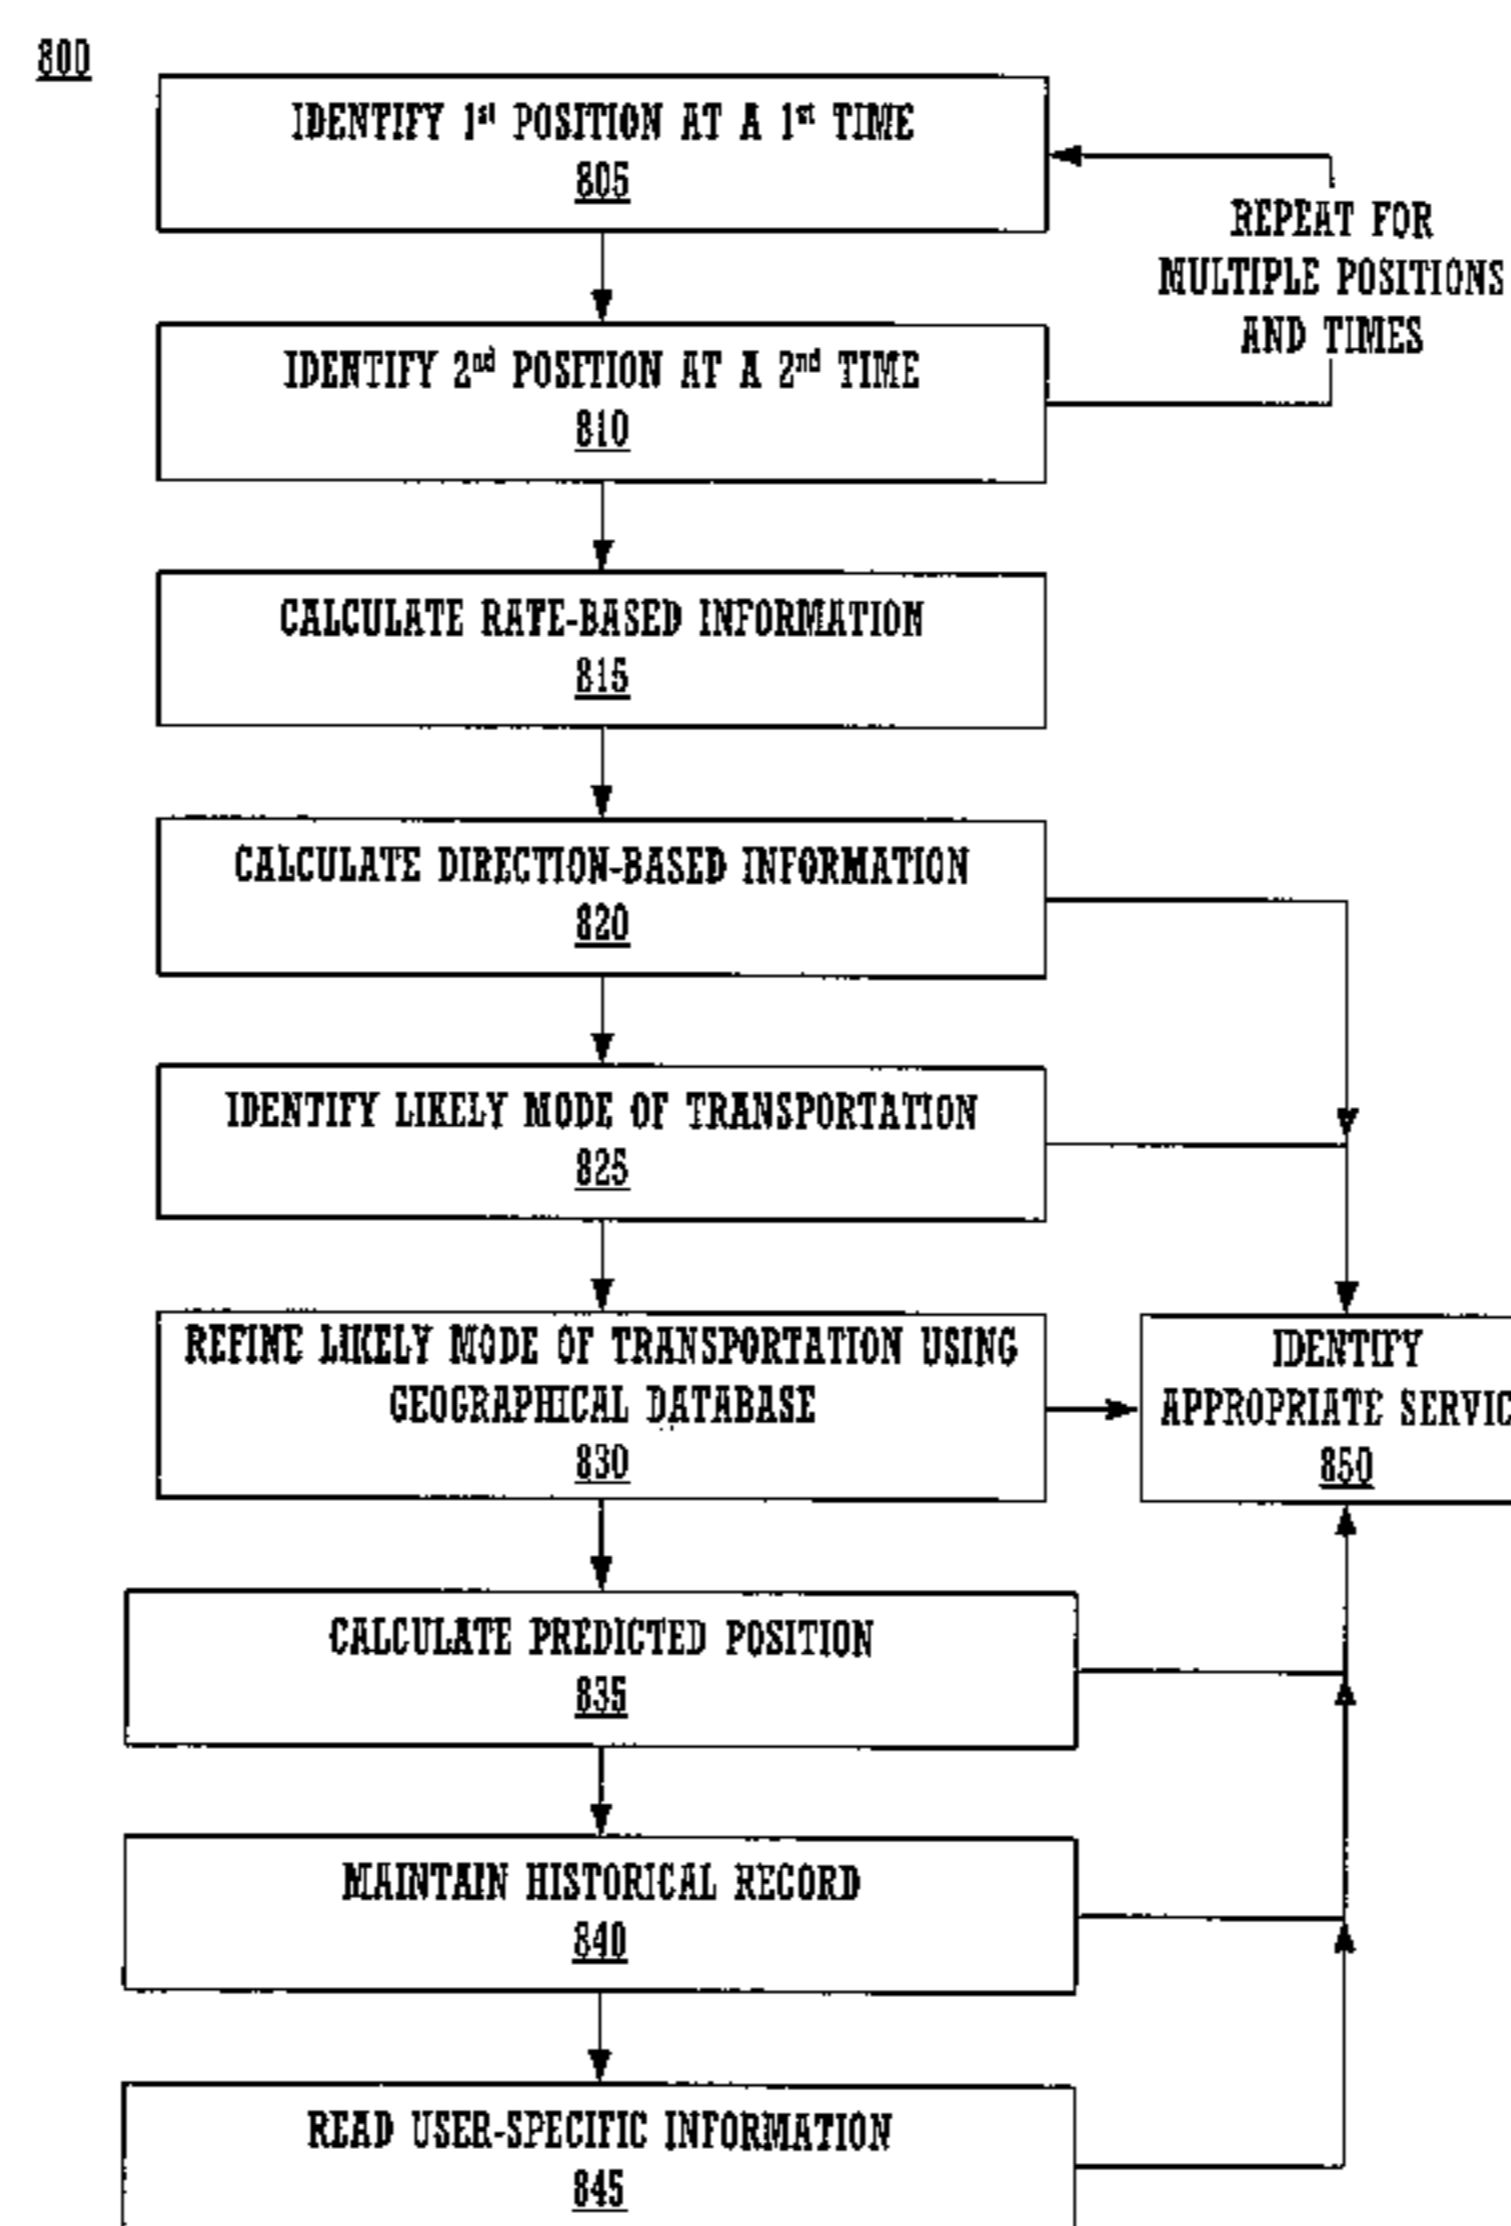 800
IDENTIFY 1st POSITION AT A 1st TIME
805
REPEAT FOR
MULTIPLE POSITIONS
AND TIMES
IDENTIFY 2nd POSITION AT A 2nd TIME
810
CALCULATE RATE-BASED INFORMATION
815
CALCULATE DIRECTION-BASED INFORMATION
820
IDENTIFY LIKELY MODE OF TRANSPORTATION
825
REFINE LIKELY MODE OF TRANSPORTATION USING
GEOGRAPHICAL DATABASE
830
IDENTIFY
APPROPRIATE SERVIC
850
CALCULATE PREDICTED POSITION
835
MAINTAIN HISTORICAL RECORD
840
READ USER-SPECIFIC INFORMATION
845